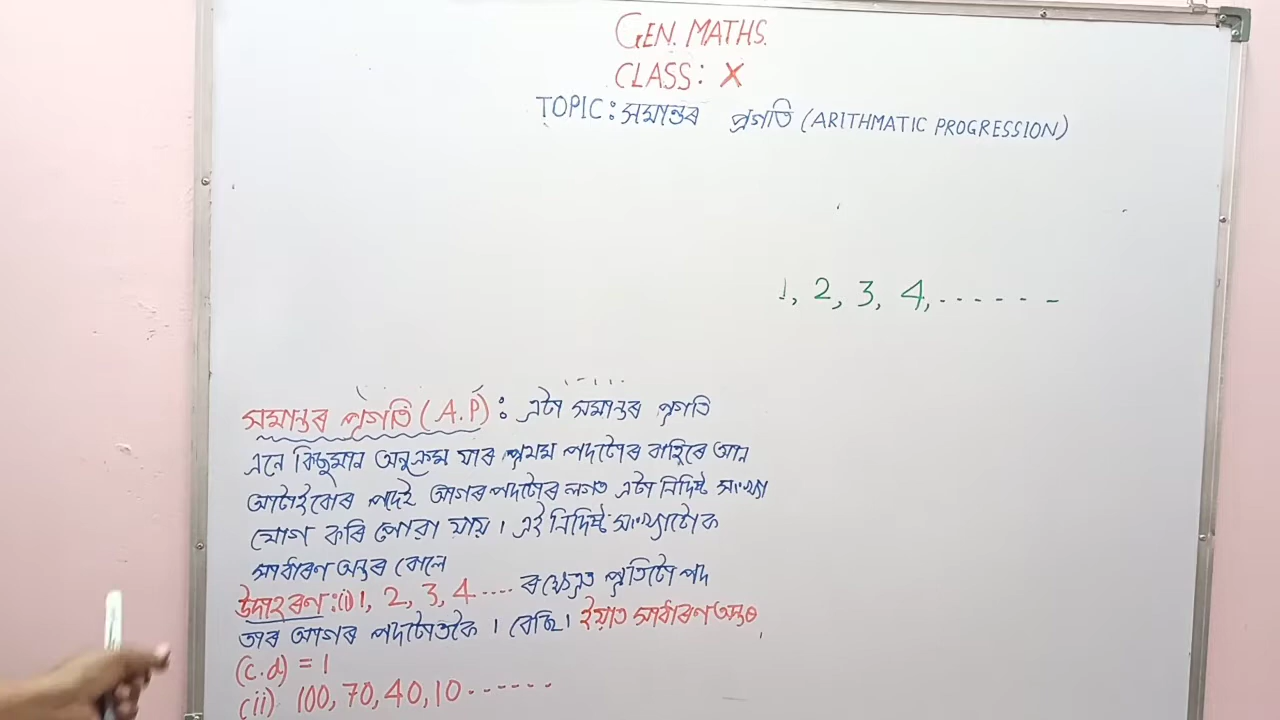 GEN. MATHS.
CLASS: X
TOPIC: সমান্তৰ প্ৰগতি (ARITHMATIC PROGRESSION)
1, 2, 3, 4, - - - - - - -
সমান্তৰ প্ৰগতি (A.P): এটা সমান্তৰ প্ৰগতি
এনে কিছুমান অনুক্ৰম যাৰ প্ৰথম পদটোৰ বাহিৰে আন
আটাইবোৰ পদেই আগৰ পদটোৰ লগত এটা নিৰ্দিষ্ট সংখ্যা
যোগ কৰি পোৱা যায়। এই নিৰ্দিষ্ট সংখ্যাটোক
সাধাৰণ অন্তৰ বোলে
উদাহৰণ: (i) 1, 2, 3, 4 .... ৰ ক্ষেত্ৰত প্ৰতিটো পদ
তাৰ আগৰ পদটোতকৈ 1 বেছি। ইয়াত সাধাৰণ অন্তৰ
(c.d) = 1
(ii) 100, 70, 40, 10 - - - - - -